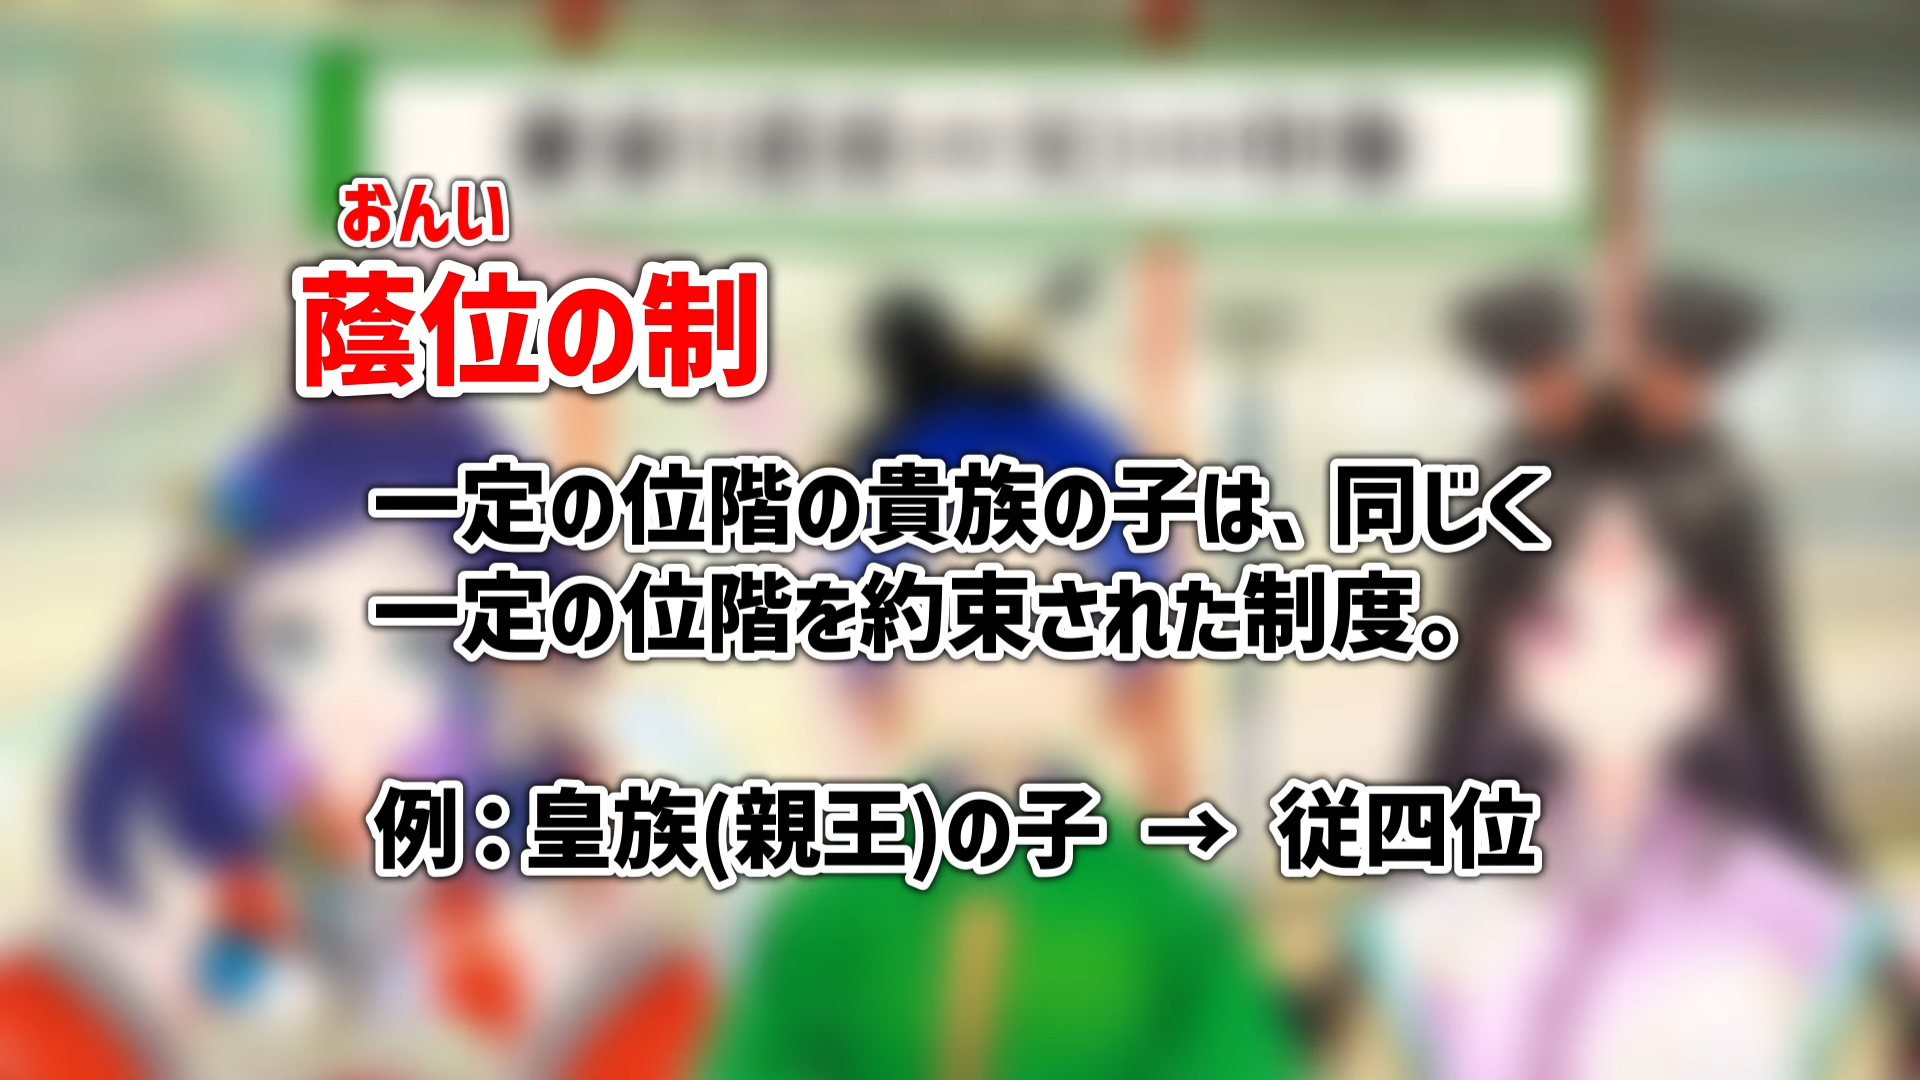 おんい
蔭位の制
一定の位階の貴族の子は、同じく
一定の位階を約束された制度。
例：皇族(親王)の子 → 従四位